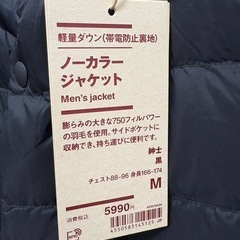 軽量ダウン(帯電防止裏地)
ノーカラー
ジャケット
Men's jacket
膨らみの大きな750フィルパワー
の羽毛を使用。サイドポケットに
収納でき、持ち運びに便利です。
紳士
黒
チェスト88-96 身長166-174
M
消費税込 5990円
4550583143125 JP